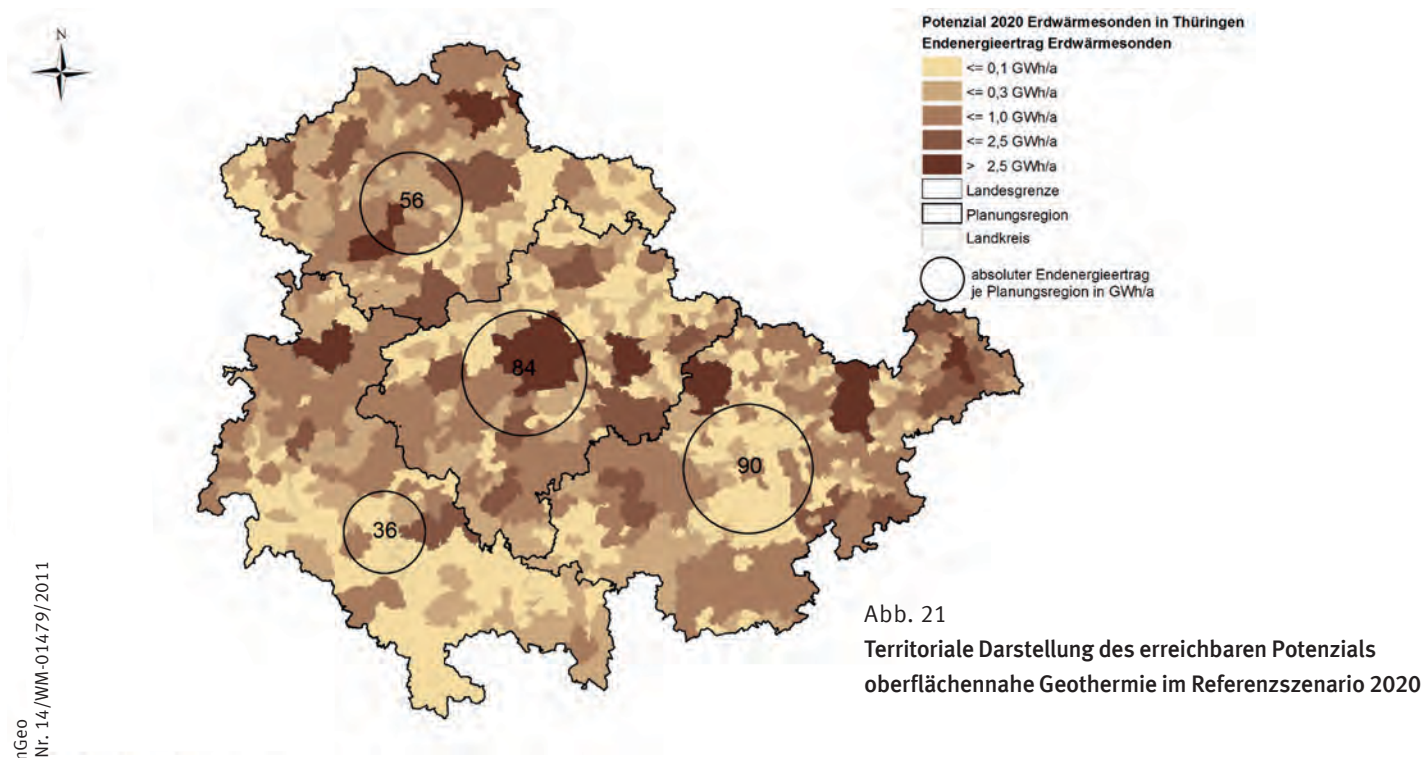 N
Potenzial 2020 Erdwärmesonden in Thüringen
Endenergieertrag Erdwärmesonden
<= 0,1 GWh/a
<= 0,3 GWh/a
<= 1,0 GWh/a
<= 2,5 GWh/a
> 2,5 GWh/a
Landesgrenze
Planungsregion
Landkreis
absoluter Endenergieertrag
je Planungsregion in GWh/a
56
84
90
36
Abb. 21
Territoriale Darstellung des erreichbaren Potenzials
oberflächennahe Geothermie im Referenzszenario 2020
nGeo
Nr. 14/WM-01479/2011